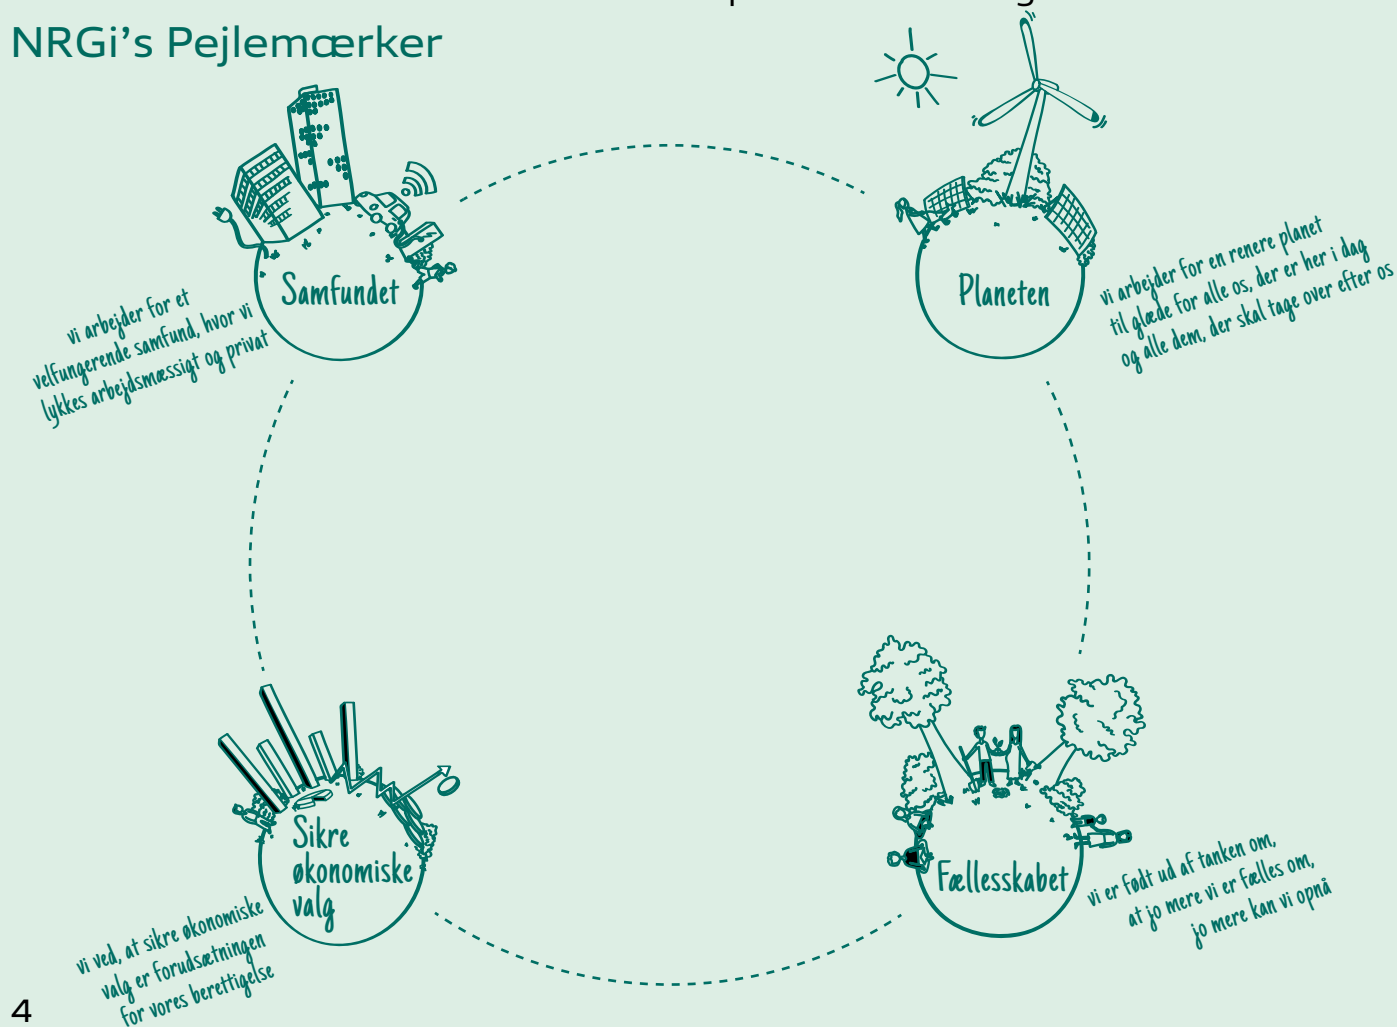 NRGi's Pejlemærker
Samfundet
vi arbejder for et
velfungerende samfund, hvor vi
lykkes arbejdsmæssigt og privat
Planeten
vi arbejder for en renere planet
til glæde for alle os, der er her i dag
og alle dem, der skal tage over efter os
Sikre
økonomiske
valg
vi ved, at sikre økonomiske
valg er forudsætningen
for vores berettigelse
Fællesskabet
vi er født ud af tanken om,
at jo mere vi er fælles om,
jo mere kan vi opnå
4